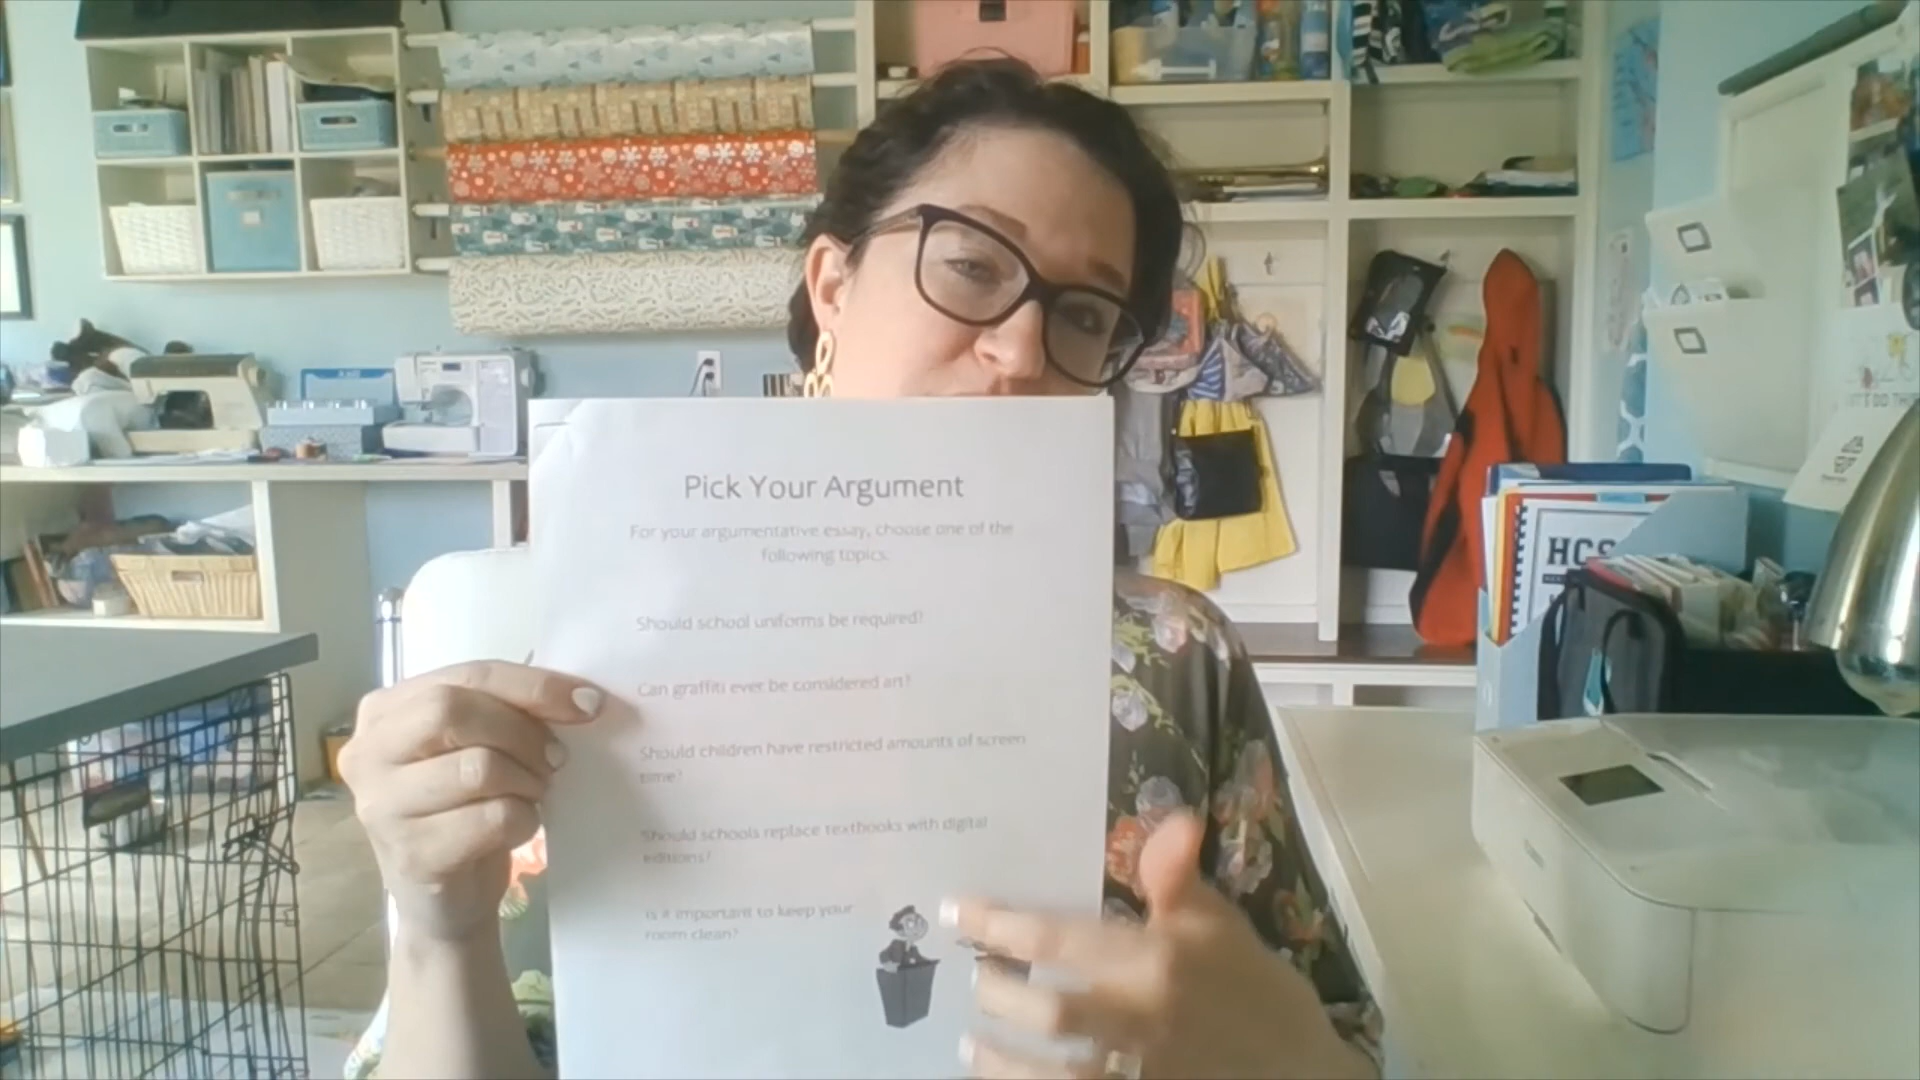 Pick Your Argument
For your argumentative essay, choose one of the
following topics.
Should school uniforms be required?
Can graffiti ever be considered art?
Should children have restricted amounts of screen
time?
Should schools replace textbooks with digital
editions?
Is it important to keep your
room clean?
HCS